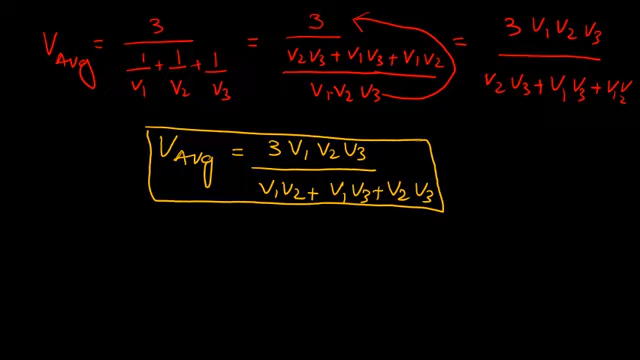 V_Avg = 3 / (1/V₁ + 1/V₂ + 1/V₃) = 3 / ((V₂V₃ + V₁V₃ + V₁V₂) / (V₁V₂V₃)) = 3V₁V₂V₃ / (V₂V₃ + V₁V₃ + V₁V₂)
V_Avg = 3V₁V₂V₃ / (V₁V₂ + V₁V₃ + V₂V₃)